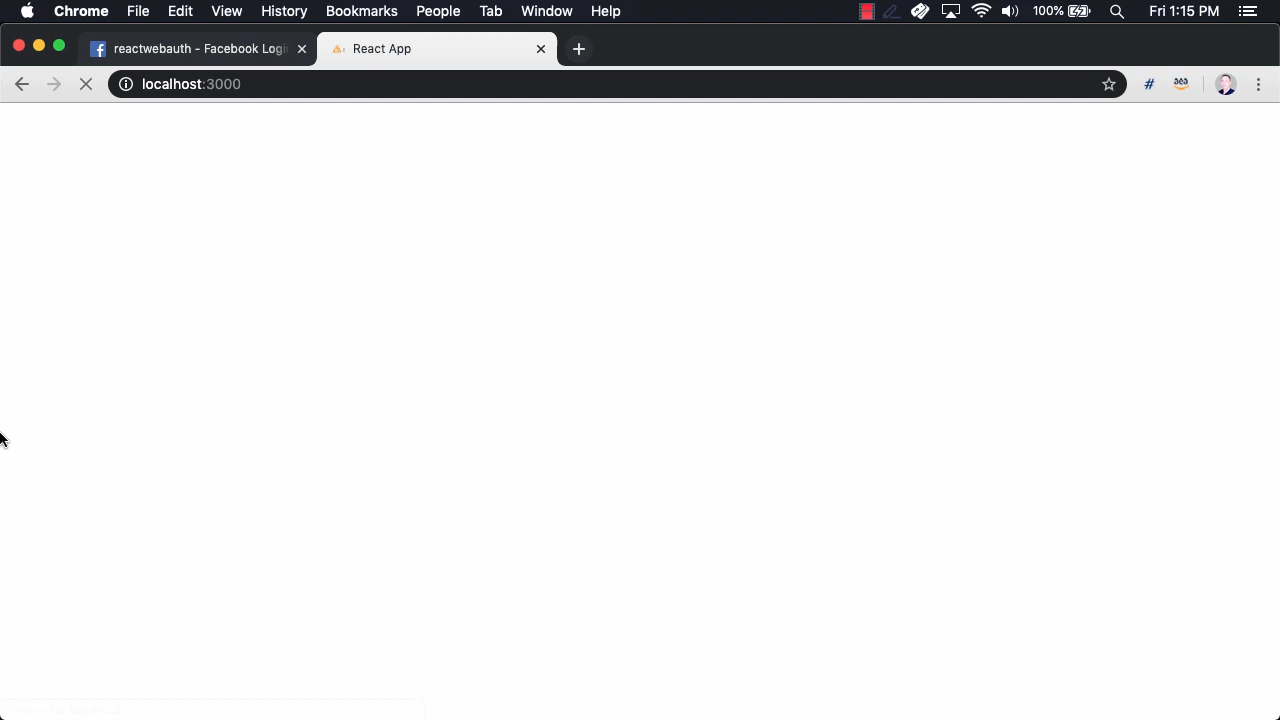 Chrome File Edit View History Bookmarks People Tab Window Help 100% Fri 1:15 PM
reactwebauth - Facebook Logi React App
localhost:3000